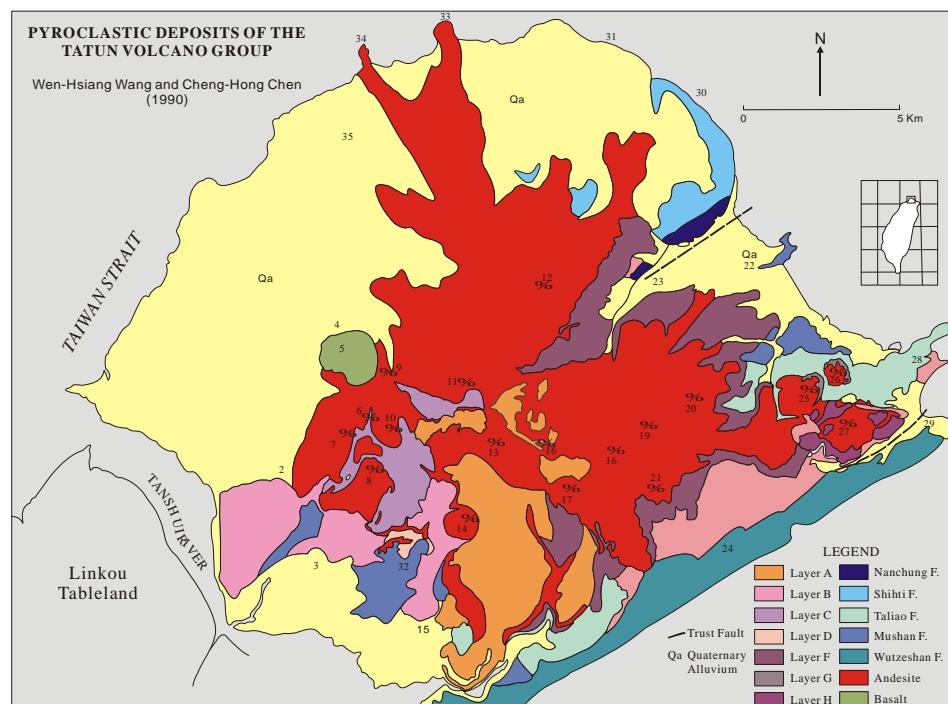 PYROCLASTIC DEPOSITS OF THE
TATUN VOLCANO GROUP
Wen-Hsiang Wang and Cheng-Hong Chen
(1990)
33
34
31
N
Qa
30
0
5 Km
35
TAIWAN STRAIT
Qa
Qa
22
12
23
4
5
9
11
28
26
25
6
10
20
7
13
16
19
27
29
2
8
16
21
17
14
TANSHUI RIVER
24
3
32
Linkou
Tableland
15
LEGEND
Layer A
Nanchung F.
Layer B
Shihti F.
Layer C
Taliao F.
Trust Fault
Layer D
Mushan F.
Qa Quaternary
Alluvium
Layer F
Wutzeshan F.
Layer G
Andesite
Layer H
Basalt